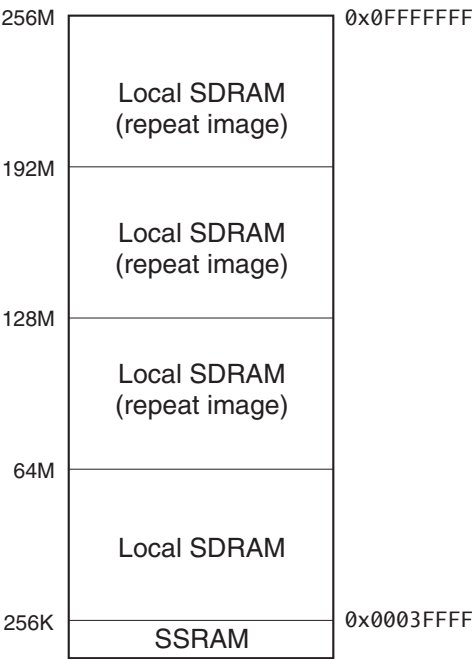 256M
0x0FFFFFFF
Local SDRAM
(repeat image)
192M
Local SDRAM
(repeat image)
128M
Local SDRAM
(repeat image)
64M
Local SDRAM
256K
0x0003FFFF
SSRAM